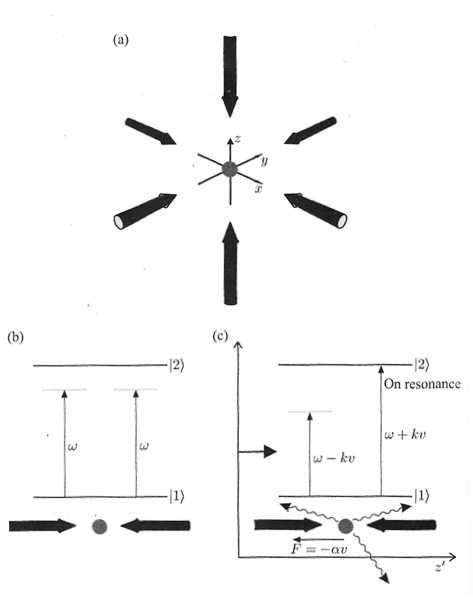 (a)
z
y
x
(b)
(c)
|2⟩
|2⟩
On resonance
ω
ω
ω − kv
ω + kv
|1⟩
|1⟩
F = −αv
z′